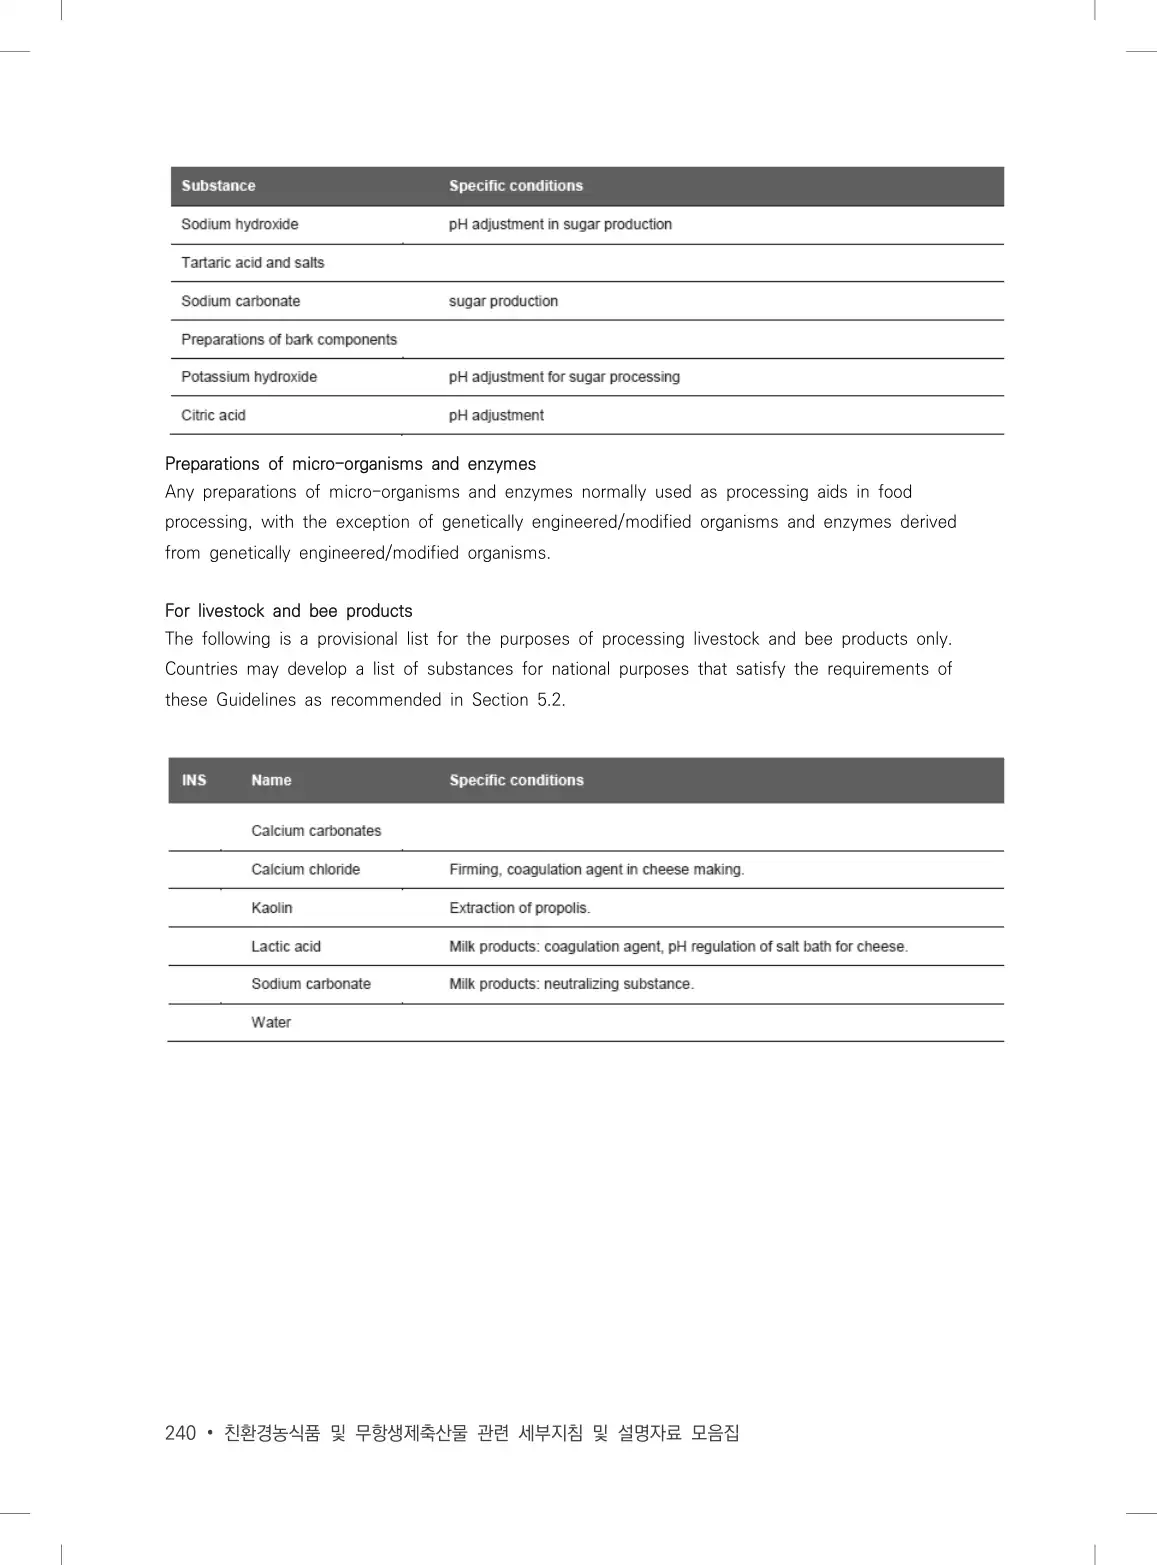 Substance Specific conditions
Sodium hydroxide pH adjustment in sugar production
Tartaric acid and salts
Sodium carbonate sugar production
Preparations of bark components
Potassium hydroxide pH adjustment for sugar processing
Citric acid pH adjustment
Preparations of micro-organisms and enzymes
Any preparations of micro-organisms and enzymes normally used as processing aids in food
processing, with the exception of genetically engineered/modified organisms and enzymes derived
from genetically engineered/modified organisms.
For livestock and bee products
The following is a provisional list for the purposes of processing livestock and bee products only.
Countries may develop a list of substances for national purposes that satisfy the requirements of
these Guidelines as recommended in Section 5.2.
INS Name Specific conditions
Calcium carbonates
Calcium chloride Firming, coagulation agent in cheese making.
Kaolin Extraction of propolis.
Lactic acid Milk products: coagulation agent, pH regulation of salt bath for cheese.
Sodium carbonate Milk products: neutralizing substance.
Water
240 • 친환경농식품 및 무항생제축산물 관련 세부지침 및 설명자료 모음집